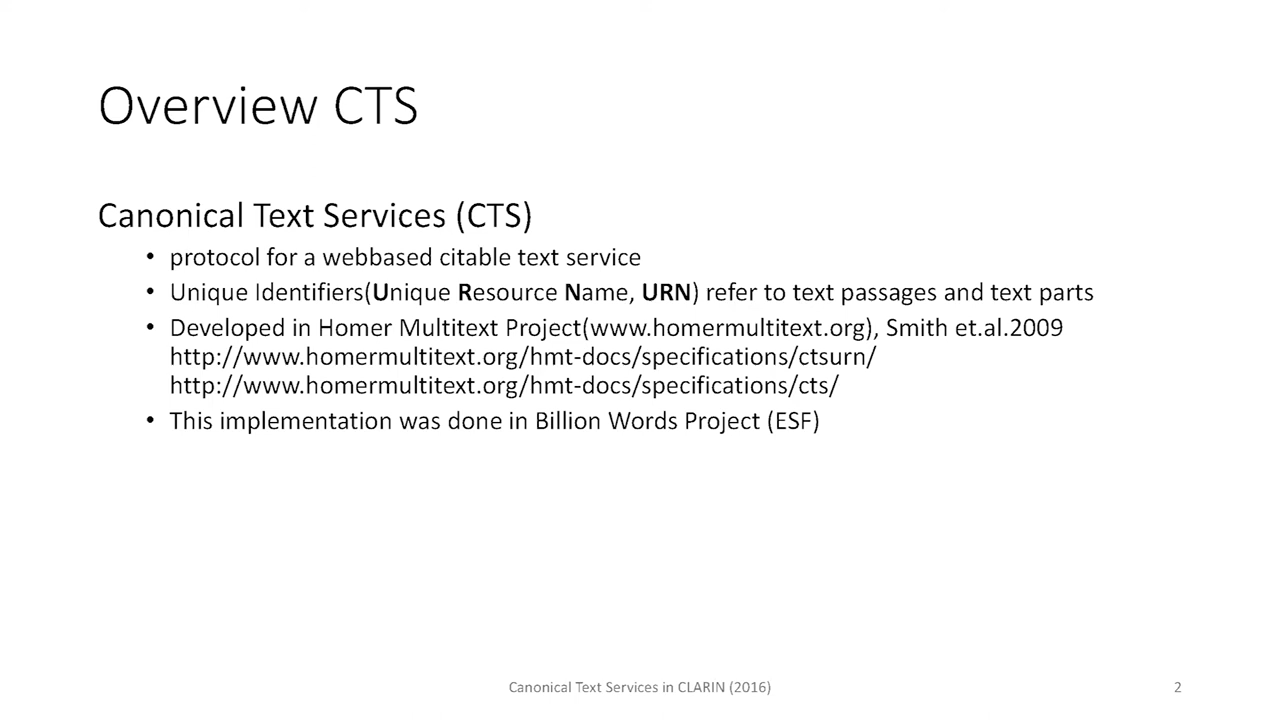 Overview CTS
Canonical Text Services (CTS)
• protocol for a webbased citable text service
• Unique Identifiers(Unique Resource Name, URN) refer to text passages and text parts
• Developed in Homer Multitext Project(www.homermultitext.org), Smith et.al.2009
http://www.homermultitext.org/hmt-docs/specifications/ctsurn/
http://www.homermultitext.org/hmt-docs/specifications/cts/
• This implementation was done in Billion Words Project (ESF)
Canonical Text Services in CLARIN (2016)
2